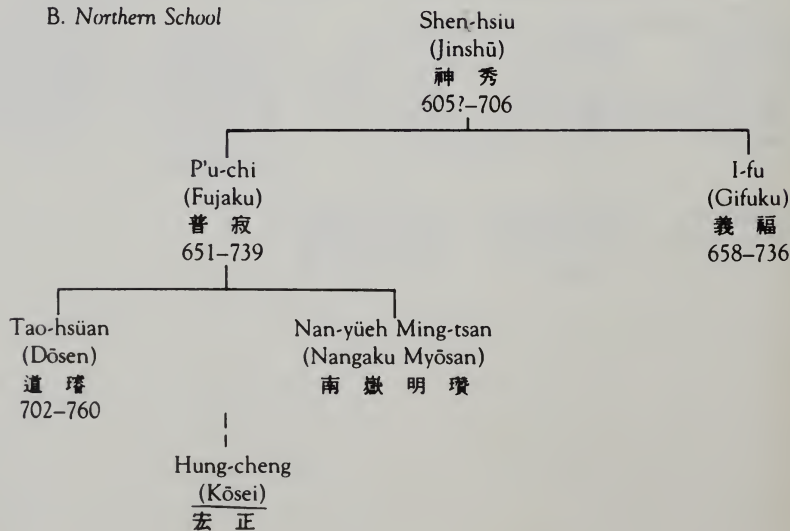 B. Northern School
Shen-hsiu
(Jinshū)
神 秀
605?–706
P'u-chi
(Fujaku)
普 寂
651–739
I-fu
(Gifuku)
義 福
658–736
Tao-hsüan
(Dōsen)
道 璿
702–760
Nan-yüeh Ming-tsan
(Nangaku Myōsan)
南 嶽 明 瓚
Hung-cheng
(Kōsei)
宏 正